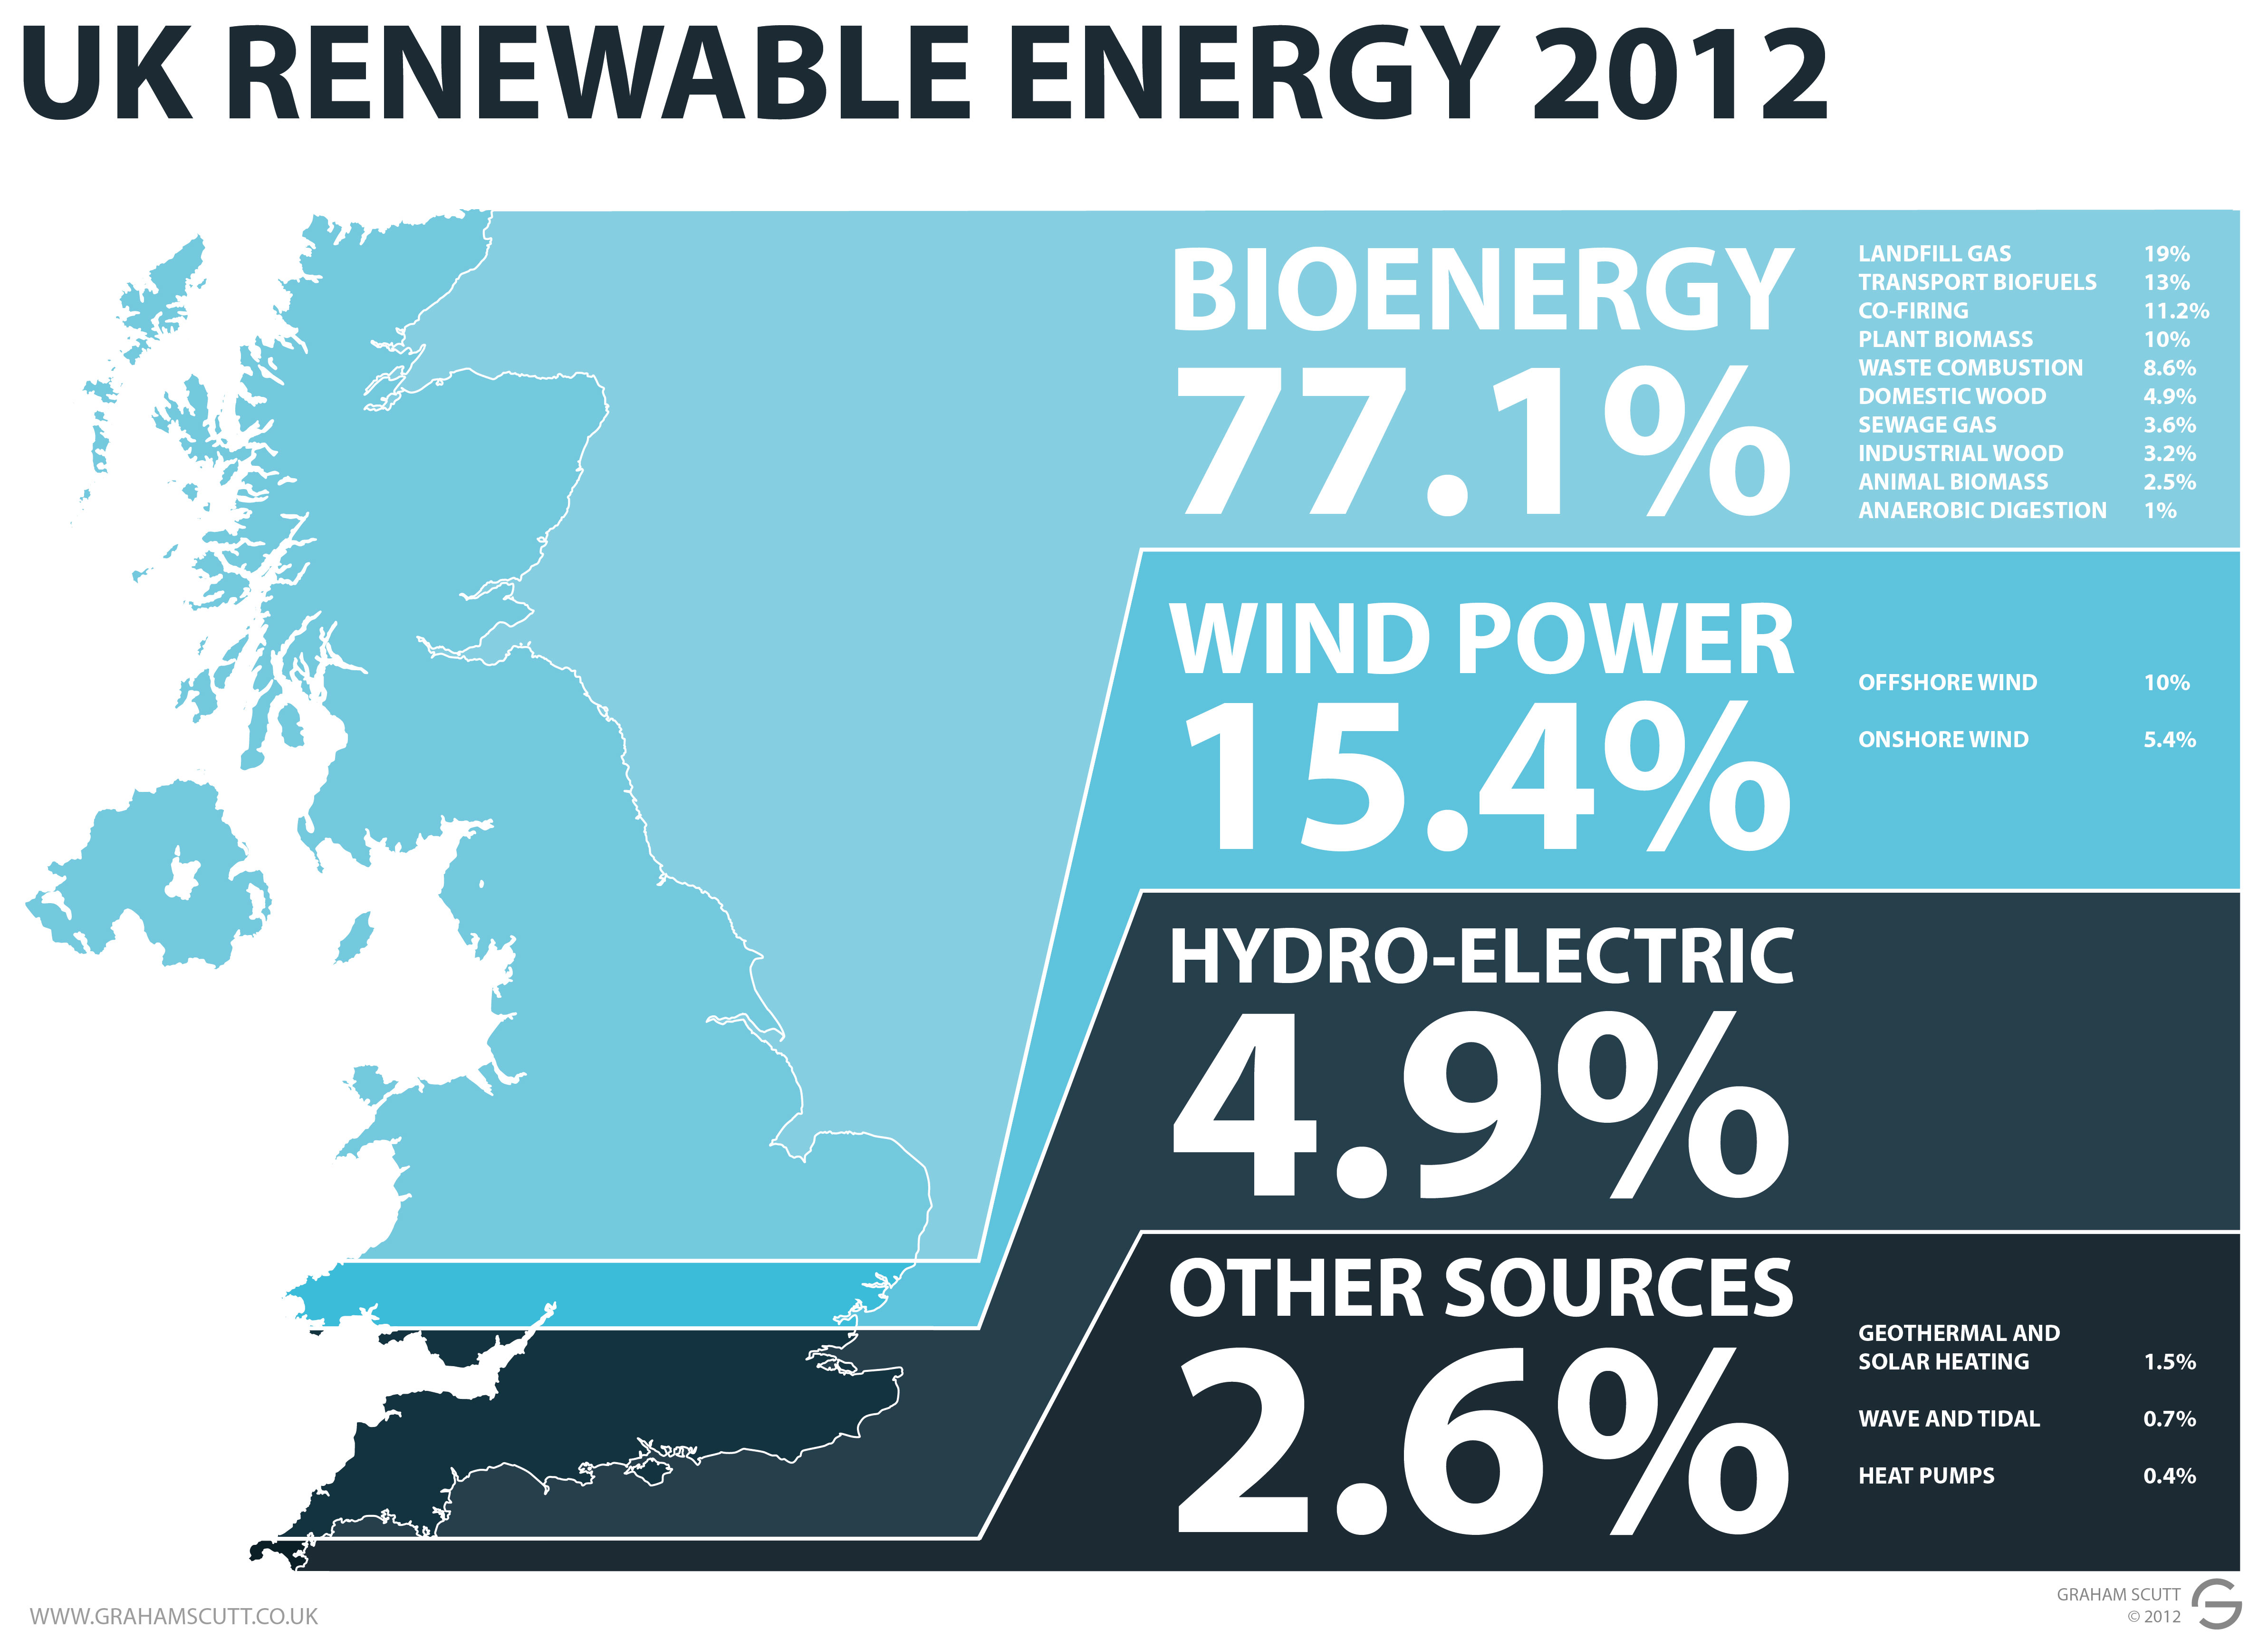 UK RENEWABLE ENERGY 2012
BIOENERGY
77.1%
LANDFILL GAS 19%
TRANSPORT BIOFUELS 13%
CO-FIRING 11.2%
PLANT BIOMASS 10%
WASTE COMBUSTION 8.6%
DOMESTIC WOOD 4.9%
SEWAGE GAS 3.6%
INDUSTRIAL WOOD 3.2%
ANIMAL BIOMASS 2.5%
ANAEROBIC DIGESTION 1%
WIND POWER
15.4%
OFFSHORE WIND 10%
ONSHORE WIND 5.4%
HYDRO-ELECTRIC
4.9%
OTHER SOURCES
2.6%
GEOTHERMAL AND
SOLAR HEATING 1.5%
WAVE AND TIDAL 0.7%
HEAT PUMPS 0.4%
WWW.GRAHAMSCUTT.CO.UK
GRAHAM SCUTT
© 2012